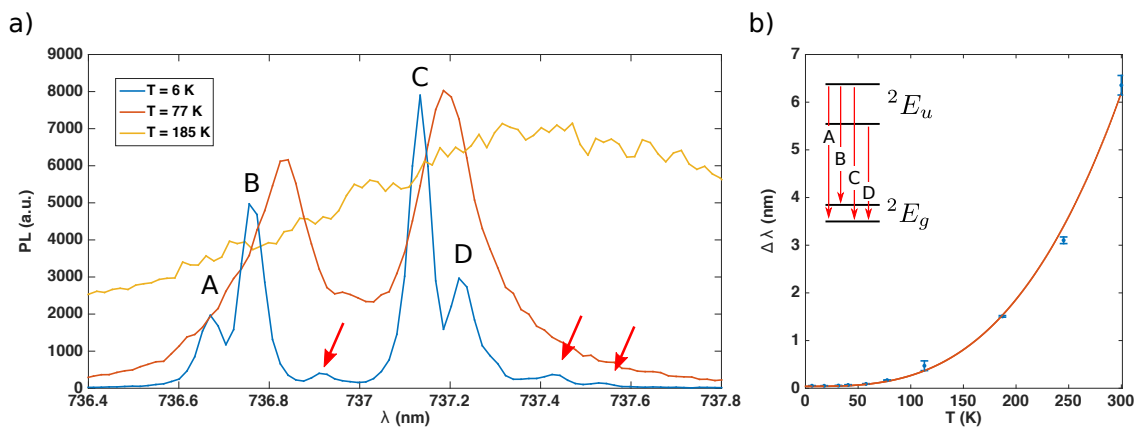 a)
b)
9000
8000
7000
6000
5000
4000
3000
2000
1000
0
PL (a.u.)
T = 6 K
T = 77 K
T = 185 K
A
B
C
D
736.4
736.6
736.8
737
737.2
737.4
737.6
737.8
λ (nm)
7
6
5
4
3
2
1
0
Δ λ (nm)
²E_u
A
B
C
D
²E_g
0
50
100
150
200
250
300
T (K)